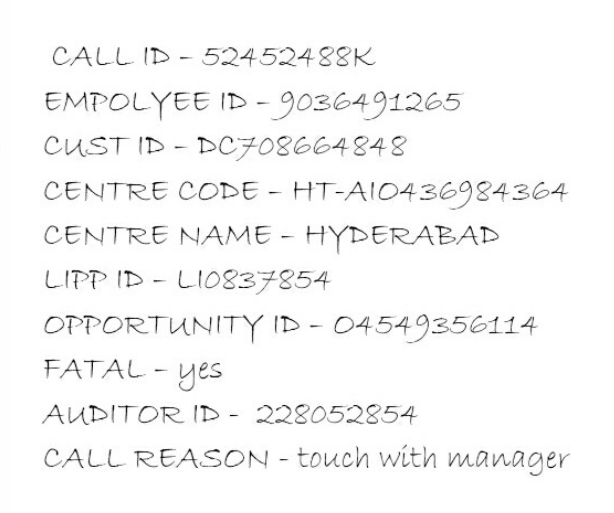 CALL ID - 52452488K
EMPOLYEE ID - 9036491265
CUST ID - DC708664848
CENTRE CODE - HT-AIO436984364
CENTRE NAME - HYDERABAD
LIPP ID - LI0837854
OPPORTUNITY ID - 04549356114
FATAL - yes
AUDITOR ID - 228052854
CALL REASON - touch with manager